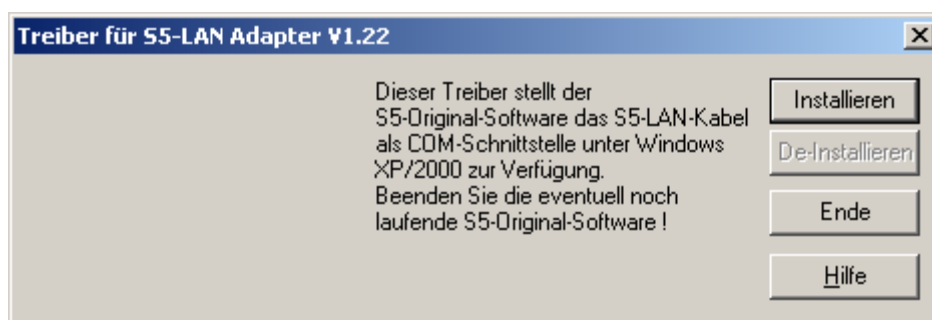 Treiber für S5-LAN Adapter V1.22
Dieser Treiber stellt der
S5-Original-Software das S5-LAN-Kabel
als COM-Schnittstelle unter Windows
XP/2000 zur Verfügung.
Beenden Sie die eventuell noch
laufende S5-Original-Software !
Installieren
De-Installieren
Ende
Hilfe